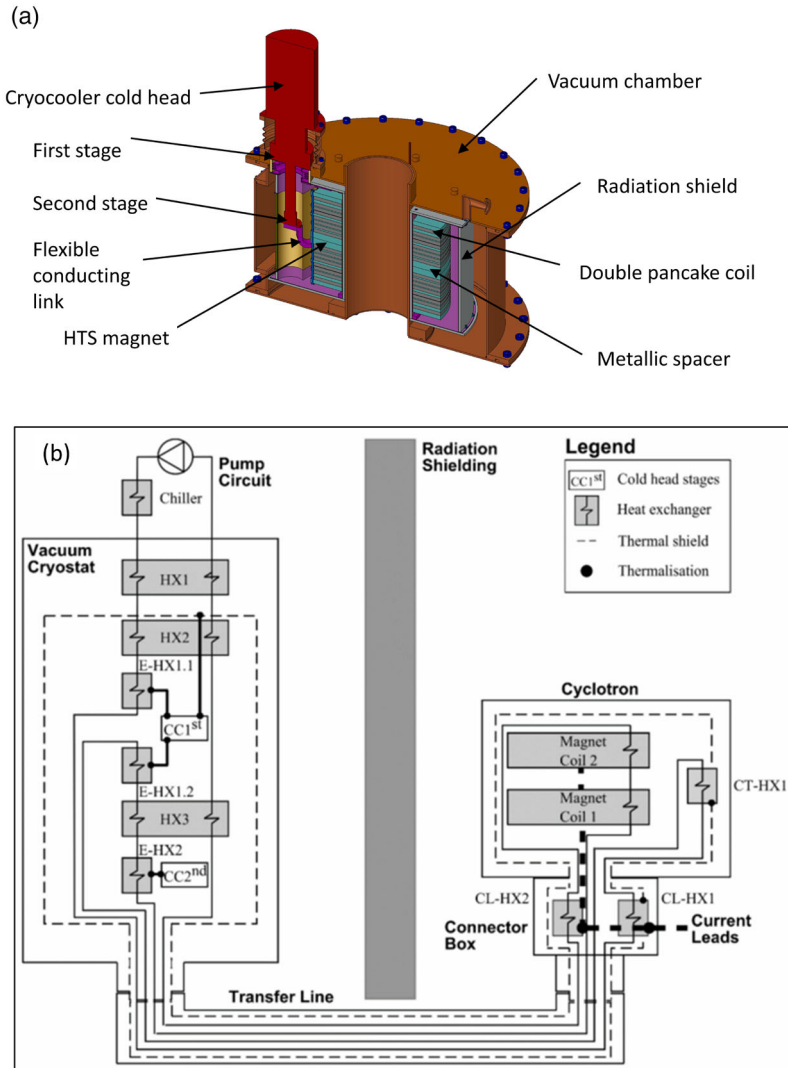 (a)
Cryocooler cold head
First stage
Second stage
Flexible
conducting
link
HTS magnet
Vacuum chamber
Radiation shield
Double pancake coil
Metallic spacer
(b)
Pump
Circuit
Chiller
Vacuum
Cryostat
HX1
HX2
E-HX1.1
CC1st
E-HX1.2
HX3
E-HX2
CC2nd
Transfer Line
Radiation
Shielding
Legend
CC1st
Cold head stages
Heat exchanger
Thermal shield
Thermalisation
Cyclotron
Magnet
Coil 2
Magnet
Coil 1
CT-HX1
CL-HX2
CL-HX1
Connector
Box
Current
Leads